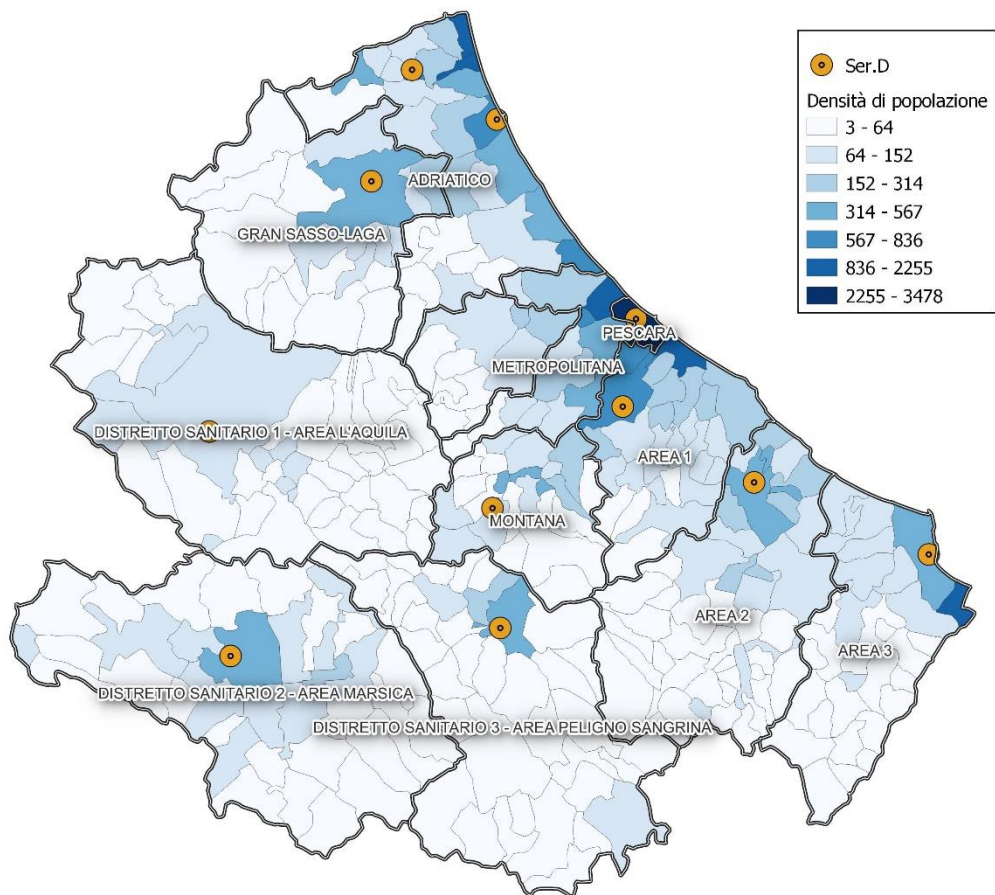 Ser.D
Densità di popolazione
3 - 64
64 - 152
152 - 314
314 - 567
567 - 836
836 - 2255
2255 - 3478
ADRIATICO
GRAN SASSO-LAGA
PESCARA
METROPOLITANA
DISTRETTO SANITARIO 1 - AREA L'AQUILA
AREA 1
MONTANA
AREA 2
AREA 3
DISTRETTO SANITARIO 2 - AREA MARSICA
DISTRETTO SANITARIO 3 - AREA PELIGNO SANGRINA